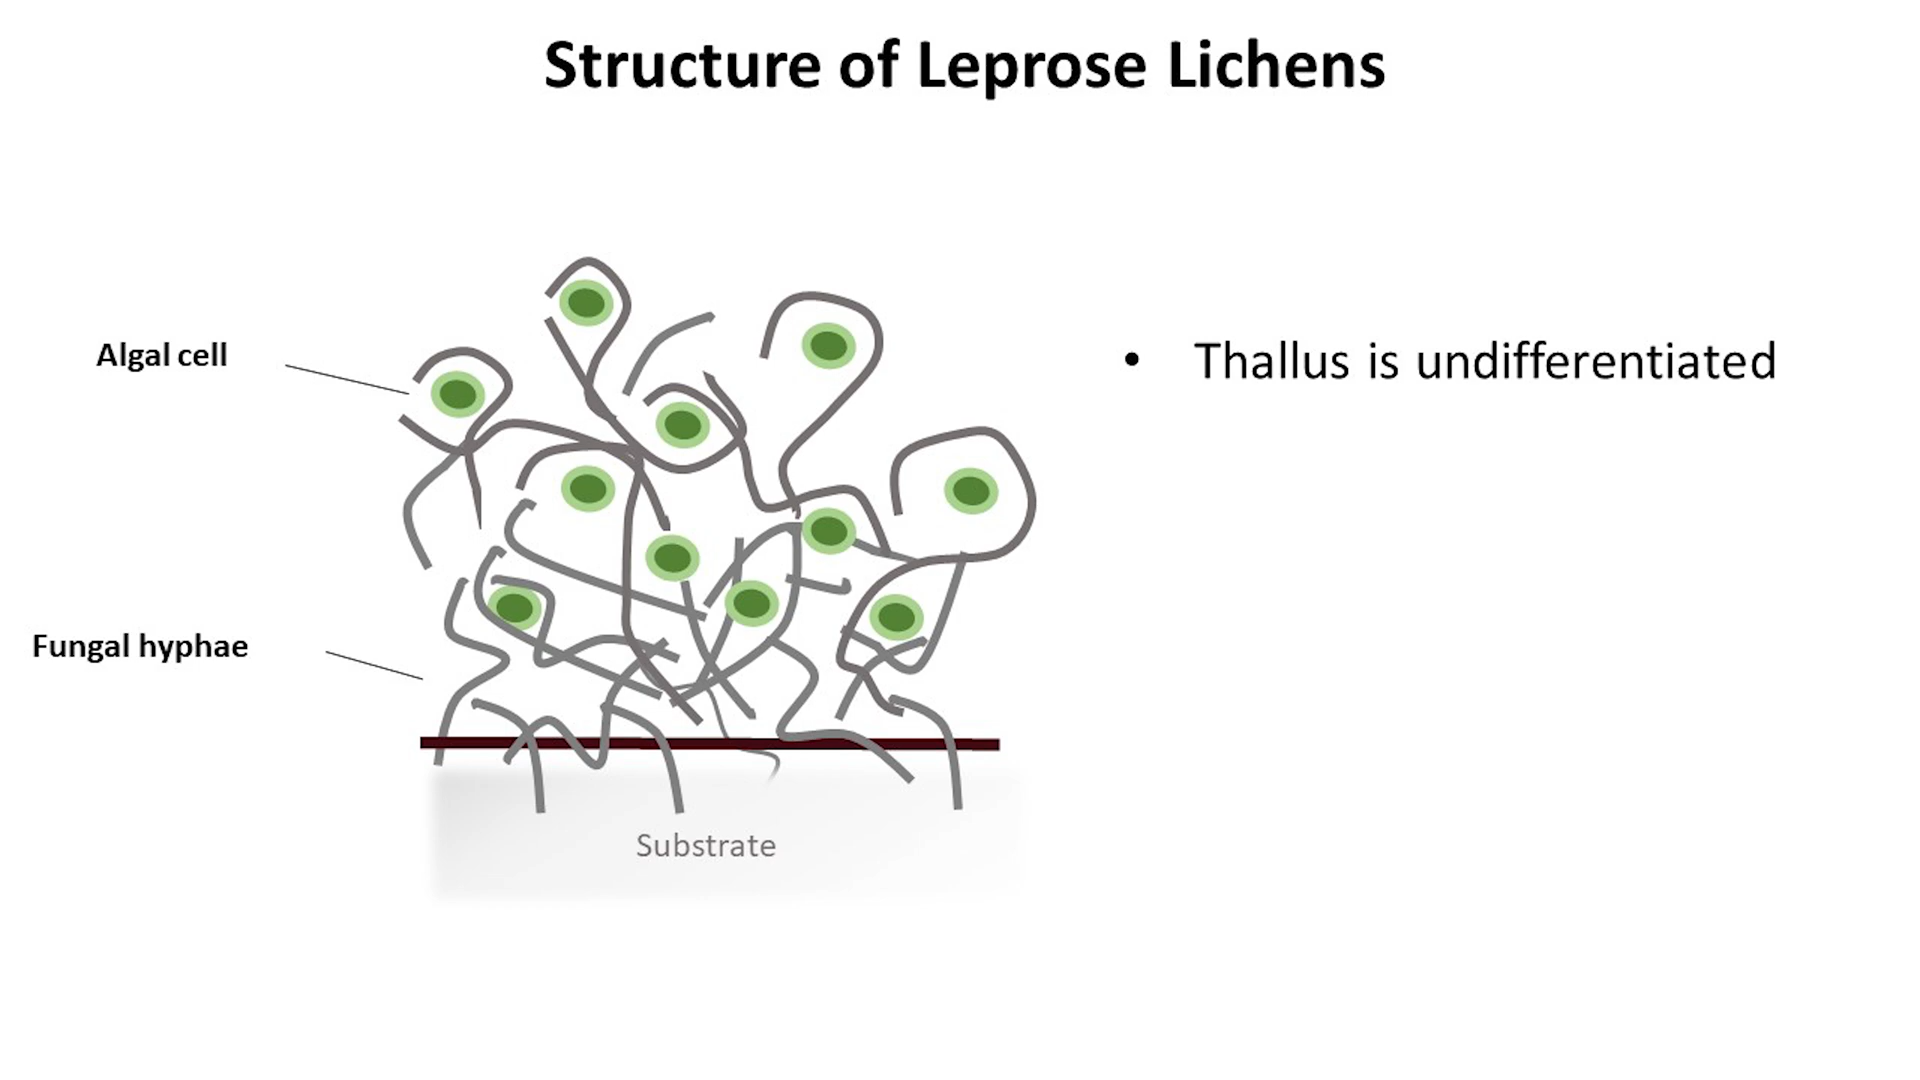 Structure of Leprose Lichens
Algal cell
• Thallus is undifferentiated
Fungal hyphae
Substrate